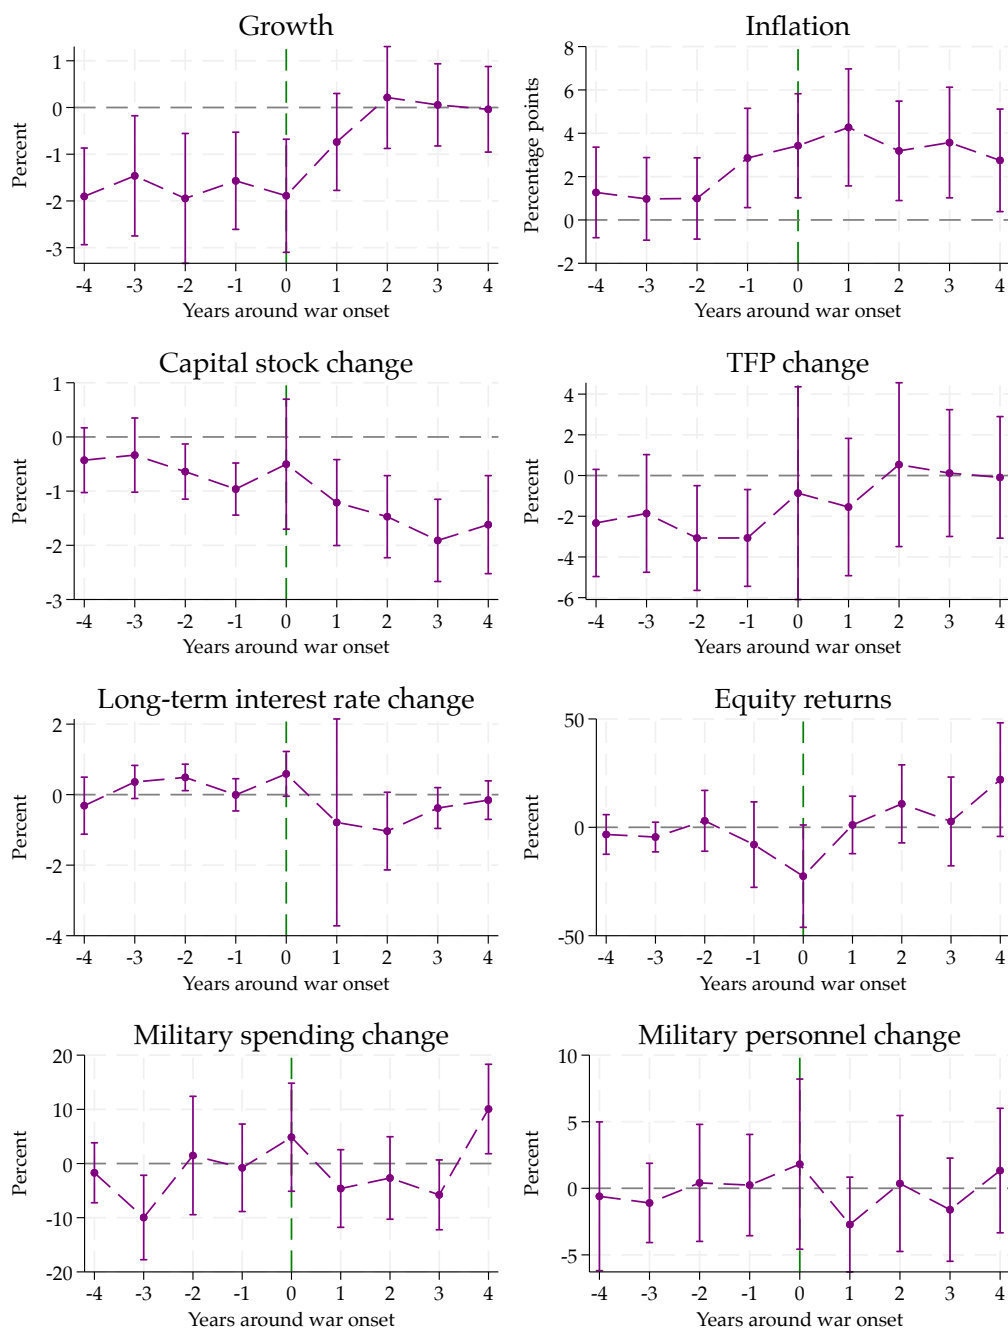 Growth
Percent
1
0
-1
-2
-3
-4 -3 -2 -1 0 1 2 3 4
Years around war onset
Inflation
Percentage points
8
6
4
2
0
-2
-4 -3 -2 -1 0 1 2 3 4
Years around war onset
Capital stock change
Percent
1
0
-1
-2
-3
-4 -3 -2 -1 0 1 2 3 4
Years around war onset
TFP change
Percent
4
2
0
-2
-4
-6
-4 -3 -2 -1 0 1 2 3 4
Years around war onset
Long-term interest rate change
Percent
2
0
-2
-4
-4 -3 -2 -1 0 1 2 3 4
Years around war onset
Equity returns
Percent
50
0
-50
-4 -3 -2 -1 0 1 2 3 4
Years around war onset
Military spending change
Percent
20
10
0
-10
-20
-4 -3 -2 -1 0 1 2 3 4
Years around war onset
Military personnel change
Percent
10
5
0
-5
-4 -3 -2 -1 0 1 2 3 4
Years around war onset